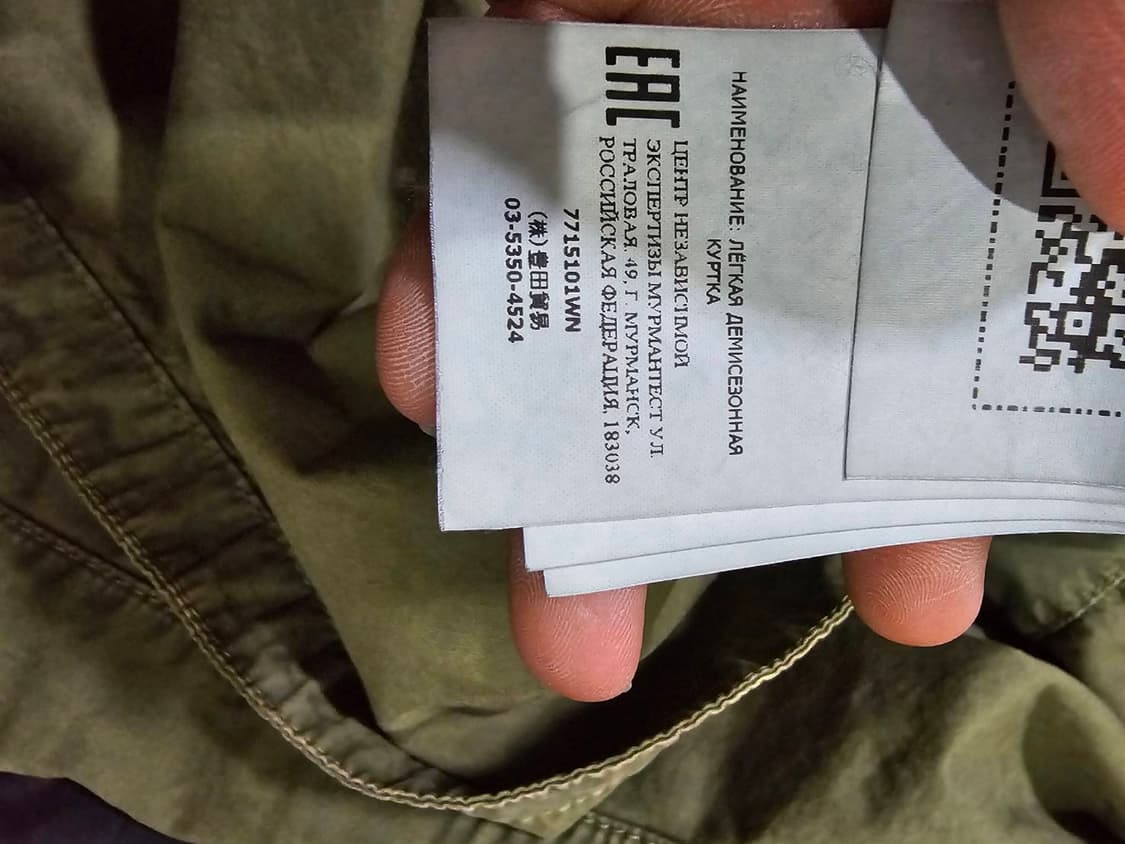 НАИМЕНОВАНИЕ: ЛЁГКАЯ ДЕМИСЕЗОННАЯ
КУРТКА
EAC
ЦЕНТР НЕЗАВИСИМОЙ
ЭКСПЕРТИЗЫ МУРМАНТЕСТ УЛ.
ТРАЛОВАЯ, 49, Г. МУРМАНСК,
РОССИЙСКАЯ ФЕДЕРАЦИЯ, 183038
7715101WN
(株)豊田貿易
03-5350-4524